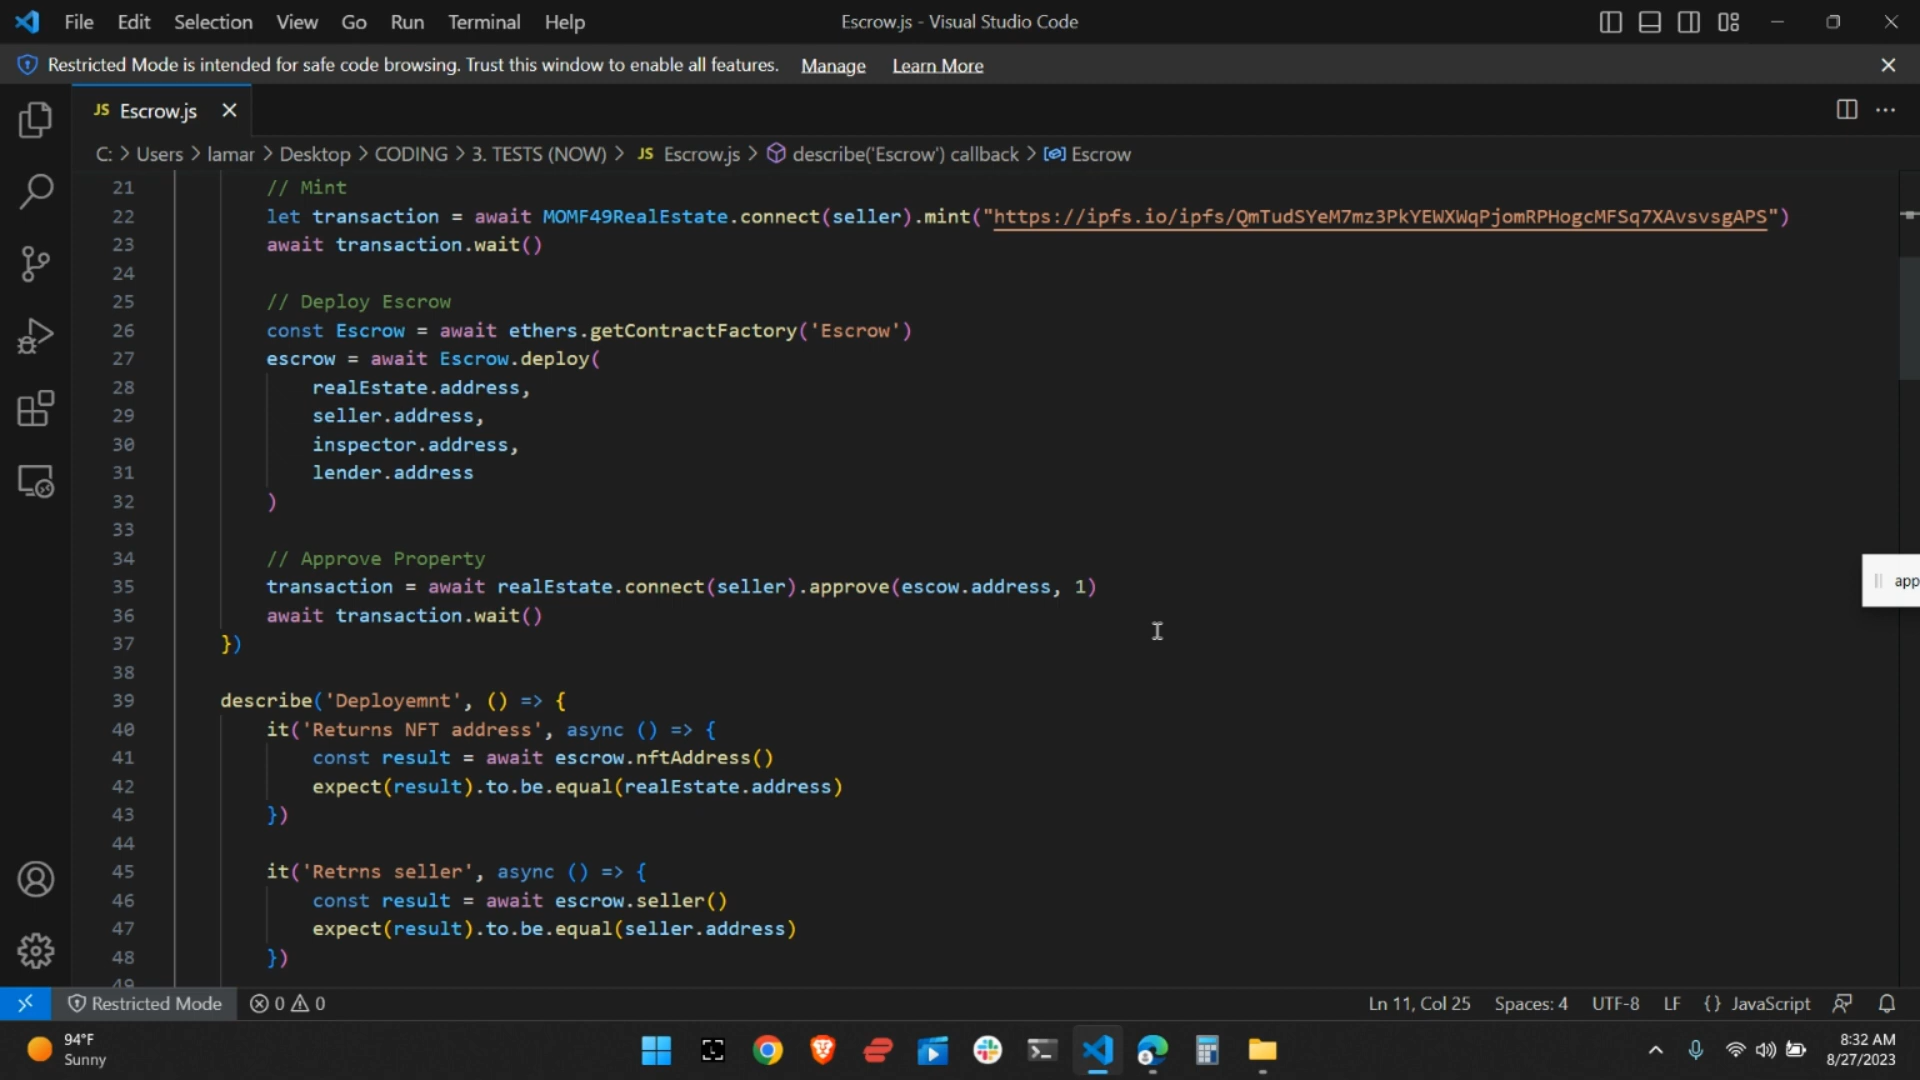 File Edit Selection View Go Run Terminal Help Escrow.js - Visual Studio Code
Restricted Mode is intended for safe code browsing. Trust this window to enable all features. Manage Learn More
JS Escrow.js
C: > Users > lamar > Desktop > CODING > 3. TESTS (NOW) > JS Escrow.js > describe('Escrow') callback > Escrow
21 // Mint
22 let transaction = await MOMF49RealEstate.connect(seller).mint("https://ipfs.io/ipfs/QmTudSYeM7mz3PkYEWXWqPjomRPHogcMFSq7XAvsvsgAPS")
23 await transaction.wait()
24
25 // Deploy Escrow
26 const Escrow = await ethers.getContractFactory('Escrow')
27 escrow = await Escrow.deploy(
28 realEstate.address,
29 seller.address,
30 inspector.address,
31 lender.address
32 )
33
34 // Approve Property
35 transaction = await realEstate.connect(seller).approve(escow.address, 1)
36 await transaction.wait()
37 })
38
39 describe('Deployemnt', () => {
40 it('Returns NFT address', async () => {
41 const result = await escrow.nftAddress()
42 expect(result).to.be.equal(realEstate.address)
43 })
44
45 it('Retrns seller', async () => {
46 const result = await escrow.seller()
47 expect(result).to.be.equal(seller.address)
48 })
49
app
Restricted Mode 0 0 Ln 11, Col 25 Spaces: 4 UTF-8 LF {} JavaScript
94°F
Sunny
8:32 AM
8/27/2023